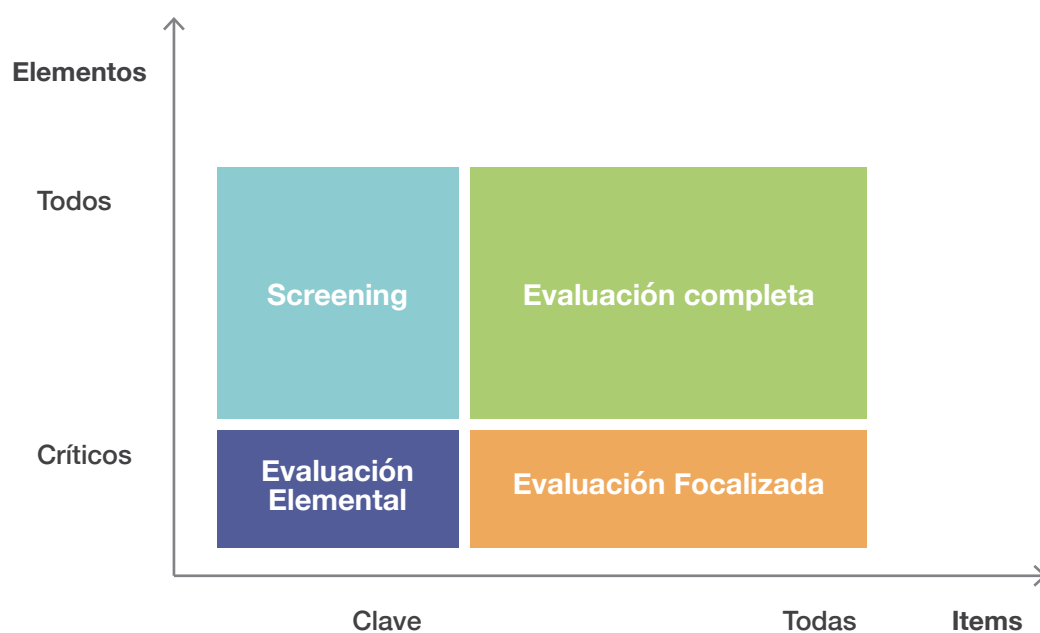 Elementos
Todos
Screening
Evaluación completa
Críticos
Evaluación
Elemental
Evaluación Focalizada
Clave
Todas
Items